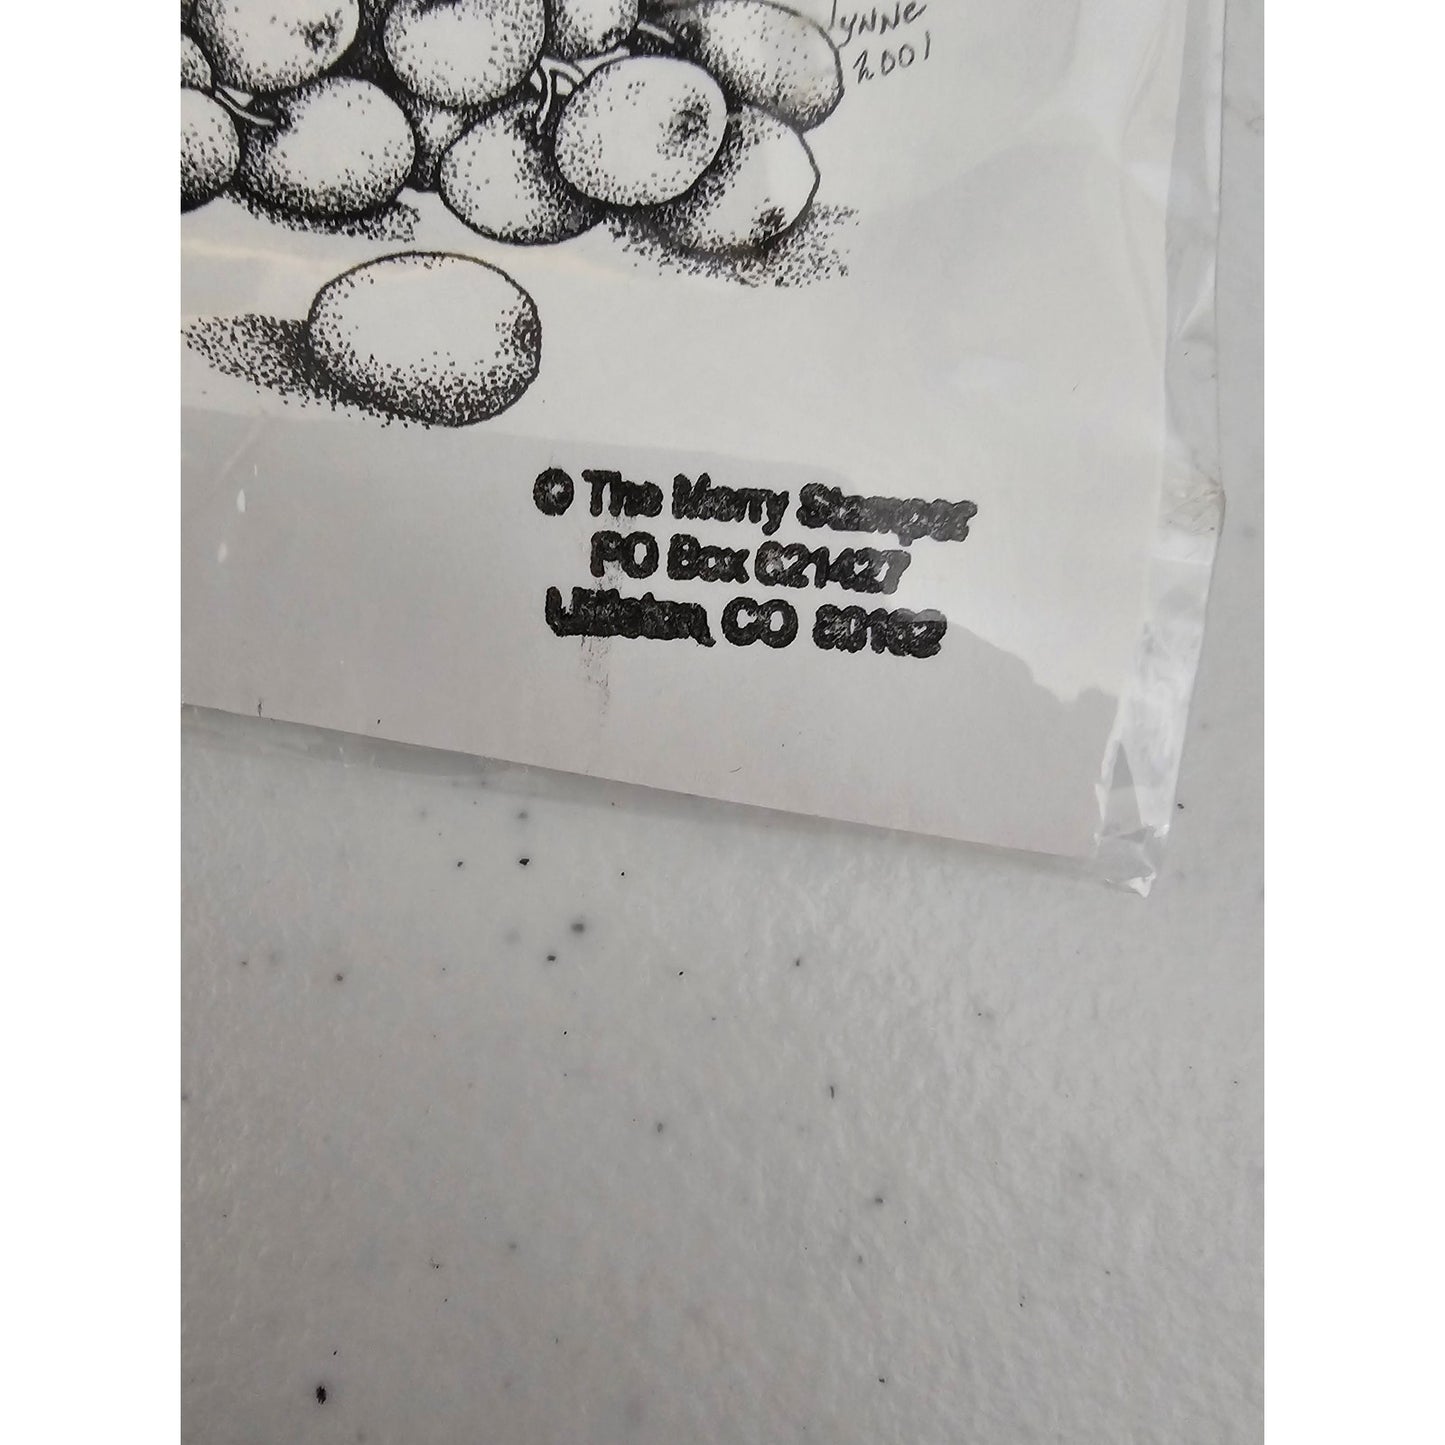 Lynne
2001
© The Merry Stamper
PO Box 621427
Littleton, CO 80162